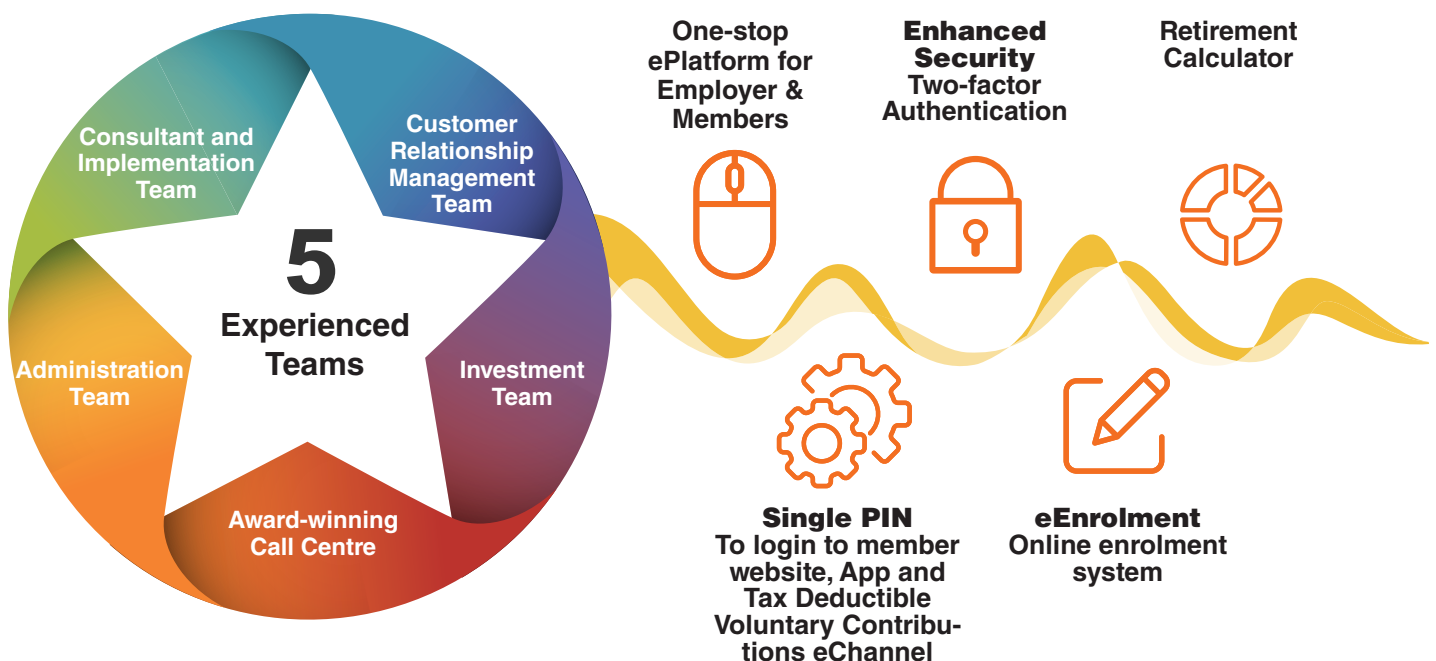 Consultant and
Implementation
Team
Customer
Relationship
Management
Team
5
Experienced
Teams
Administration
Team
Investment
Team
Award-winning
Call Centre
One-stop
ePlatform for
Employer &
Members
Enhanced
Security
Two-factor
Authentication
Retirement
Calculator
Single PIN
To login to member
website, App and
Tax Deductible
Voluntary Contribu-
tions eChannel
eEnrolment
Online enrolment
system